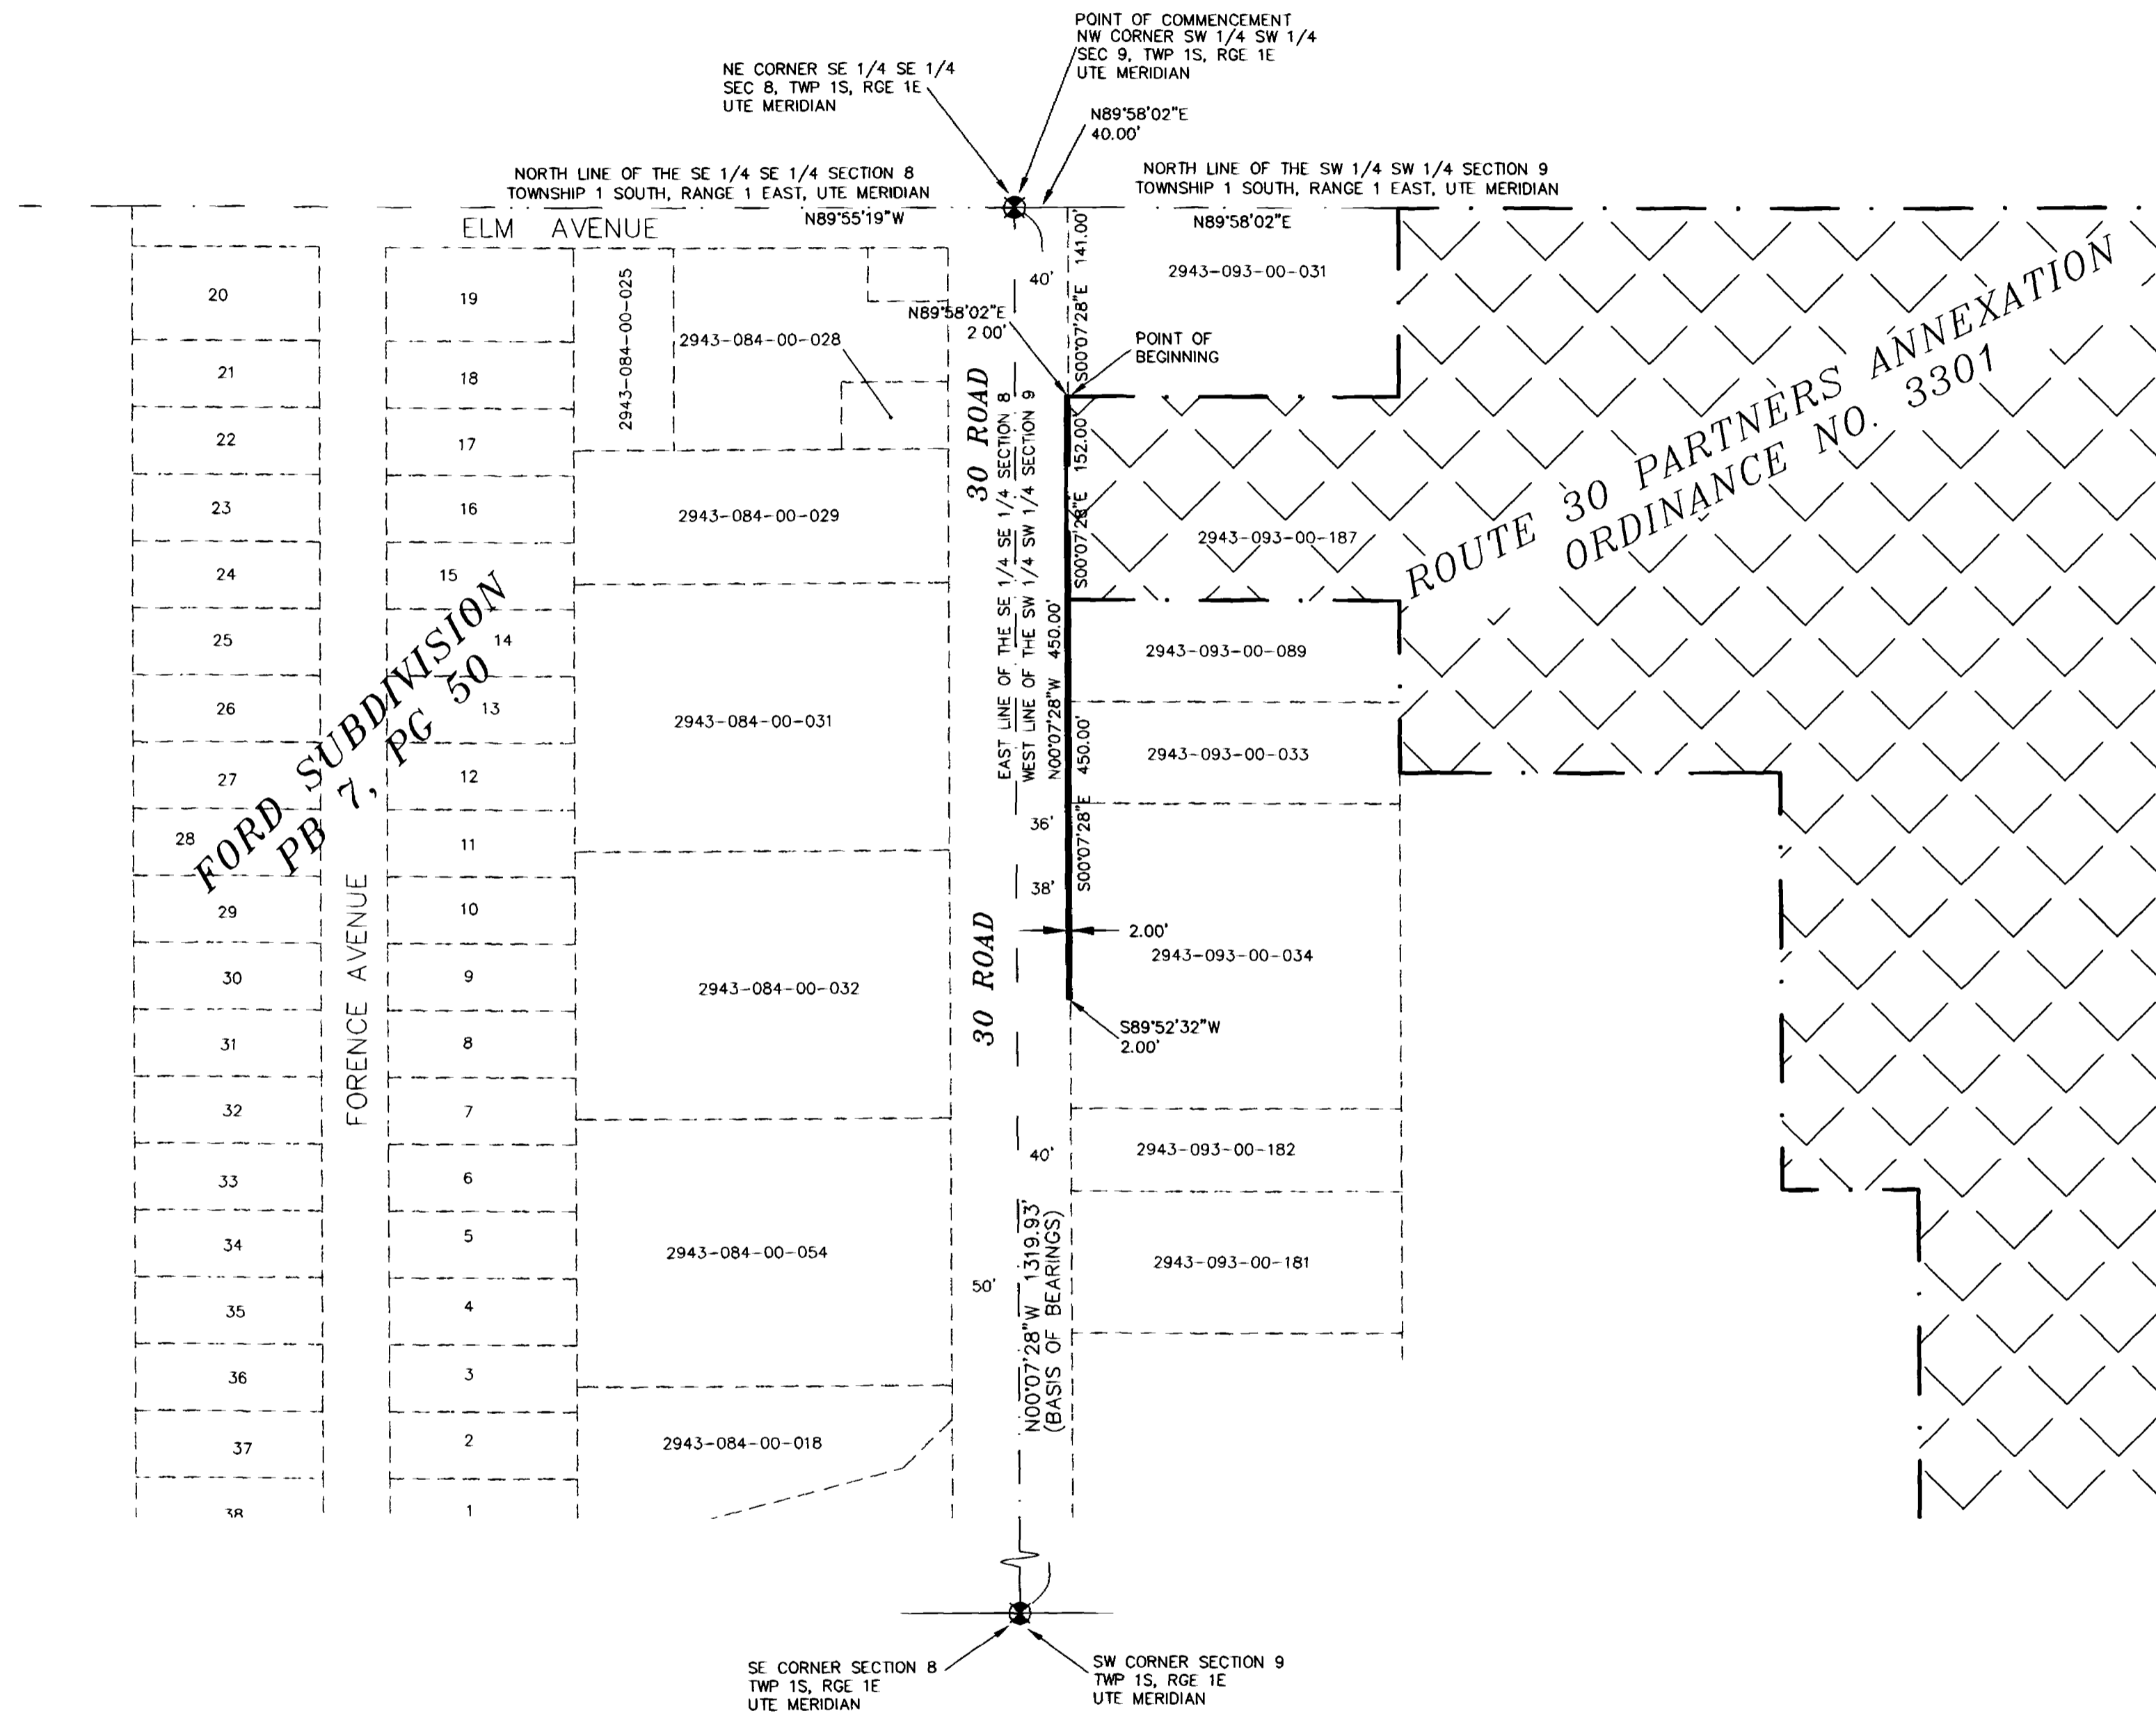 POINT OF COMMENCEMENT
NW CORNER SW 1/4 SW 1/4
SEC 9, TWP 1S, RGE 1E
UTE MERIDIAN
NE CORNER SE 1/4 SE 1/4
SEC 8, TWP 1S, RGE 1E
UTE MERIDIAN
N89°58'02"E
40.00'
NORTH LINE OF THE SE 1/4 SE 1/4 SECTION 8
TOWNSHIP 1 SOUTH, RANGE 1 EAST, UTE MERIDIAN
NORTH LINE OF THE SW 1/4 SW 1/4 SECTION 9
TOWNSHIP 1 SOUTH, RANGE 1 EAST, UTE MERIDIAN
N89°55'19"W
N89°58'02"E
ELM AVENUE
40'
S00°07'28"E 141.00'
2943-093-00-031
N89°58'02"E
2 00'
POINT OF
BEGINNING
20
21
22
23
24
25
26
27
28
29
30
31
32
33
34
35
36
37
38
FORD SUBDIVISION
PB 7, PG 50
FORENCE AVENUE
19
18
17
16
15
14
13
12
11
10
9
8
7
6
5
4
3
2
1
2943-084-00-025
2943-084-00-028
2943-084-00-029
2943-084-00-031
2943-084-00-032
2943-084-00-054
2943-084-00-018
30 ROAD
EAST LINE OF THE SE 1/4 SE 1/4 SECTION 8
WEST LINE OF THE SW 1/4 SW 1/4 SECTION 9
N00°07'28"W 450.00'
S00°07'28"E 152.00'
S00°07'28"E 450.00'
36'
38'
30 ROAD
2.00'
S89°52'32"W
2.00'
40'
50'
N00°07'28"W 1319.93'
(BASIS OF BEARINGS)
2943-093-00-187
2943-093-00-089
2943-093-00-033
2943-093-00-034
2943-093-00-182
2943-093-00-181
ROUTE 30 PARTNERS ANNEXATION
ORDINANCE NO. 3301
SE CORNER SECTION 8
TWP 1S, RGE 1E
UTE MERIDIAN
SW CORNER SECTION 9
TWP 1S, RGE 1E
UTE MERIDIAN